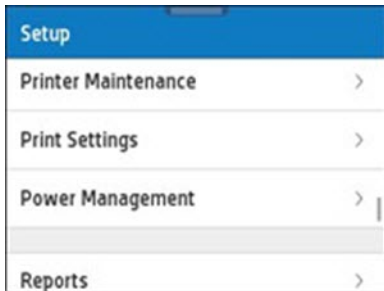 Setup
Printer Maintenance
Print Settings
Power Management
Reports